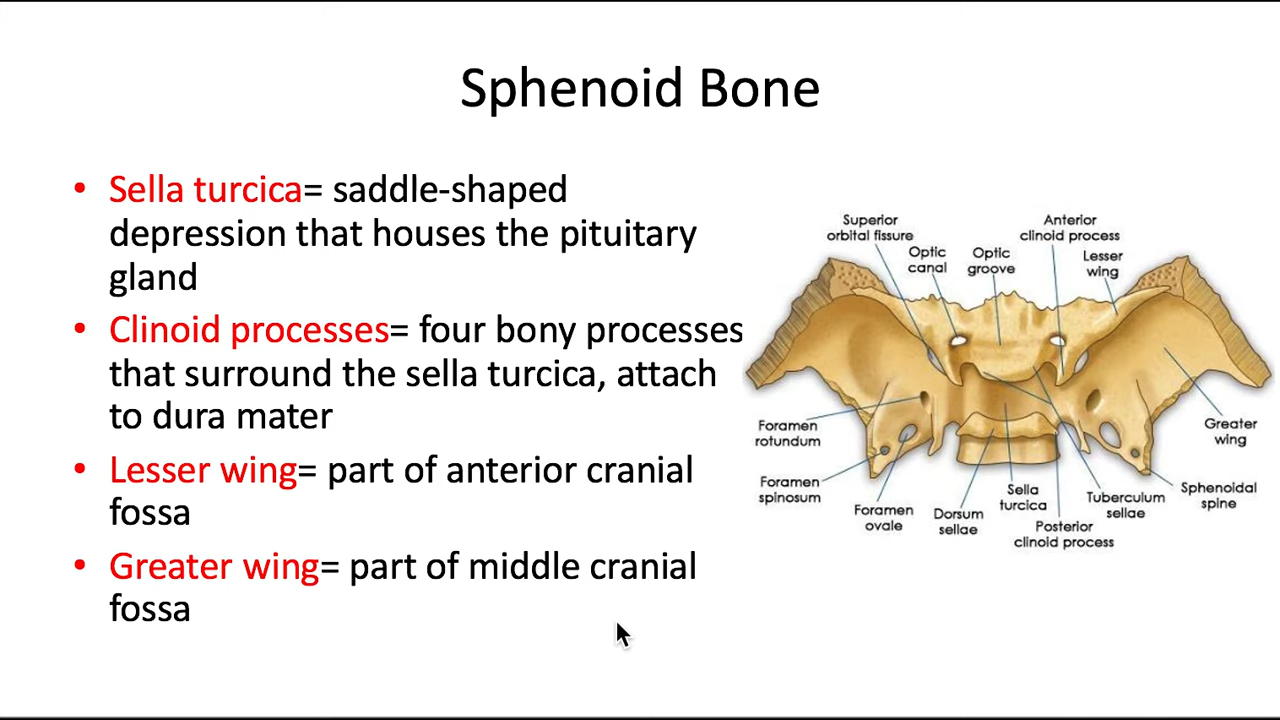 Sphenoid Bone
• Sella turcica= saddle-shaped
depression that houses the pituitary
gland
• Clinoid processes= four bony processes
that surround the sella turcica, attach
to dura mater
• Lesser wing= part of anterior cranial
fossa
• Greater wing= part of middle cranial
fossa
Superior
orbital fissure
Optic
canal
Optic
groove
Anterior
clinoid process
Lesser
wing
Foramen
rotundum
Foramen
spinosum
Foramen
ovale
Dorsum
sellae
Sella
turcica
Posterior
clinoid process
Tuberculum
sellae
Sphenoidal
spine
Greater
wing